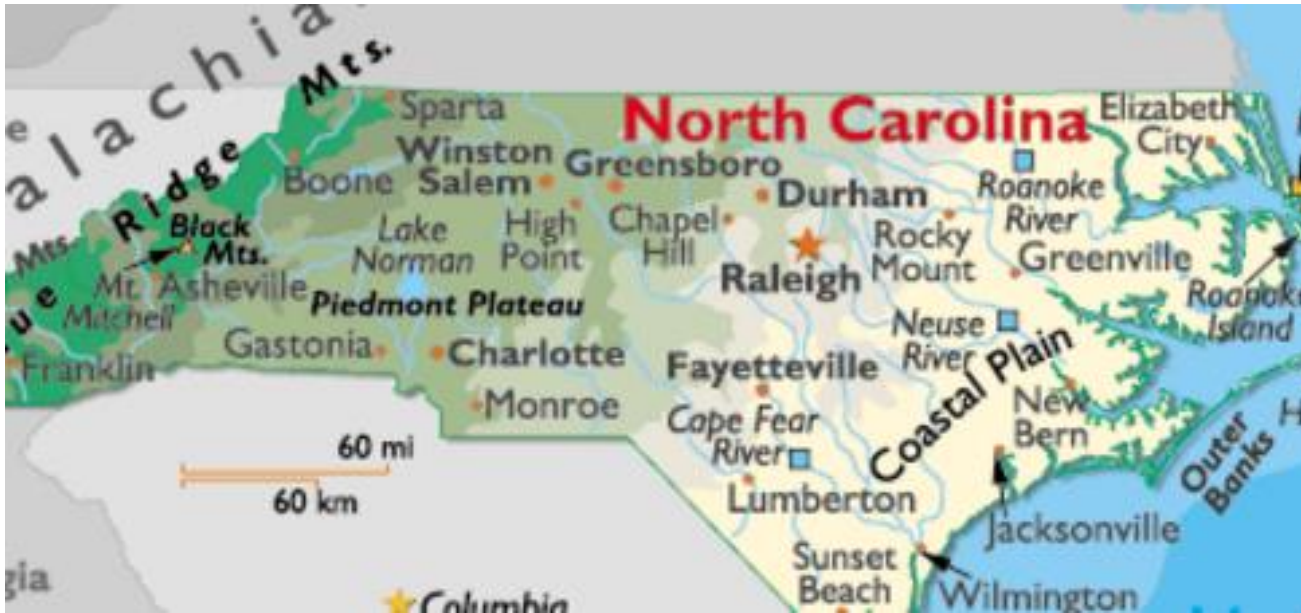 Mts.
Sparta
North Carolina
Elizabeth
City
Winston
Salem
Greensboro
Boone
Durham
Roanoke
River
Ridge
Black
Mts.
Mts.
Lake
Norman
High
Point
Chapel
Hill
Raleigh
Rocky
Mount
Greenville
Mt.
Mitchell
Asheville
Piedmont Plateau
Roanoke
Island
Neuse
River
Gastonia
Charlotte
Franklin
Fayetteville
Coastal Plain
Monroe
Cape Fear
River
New
Bern
Outer
Banks
60 mi
60 km
Lumberton
Jacksonville
Sunset
Beach
Wilmington
Columbia